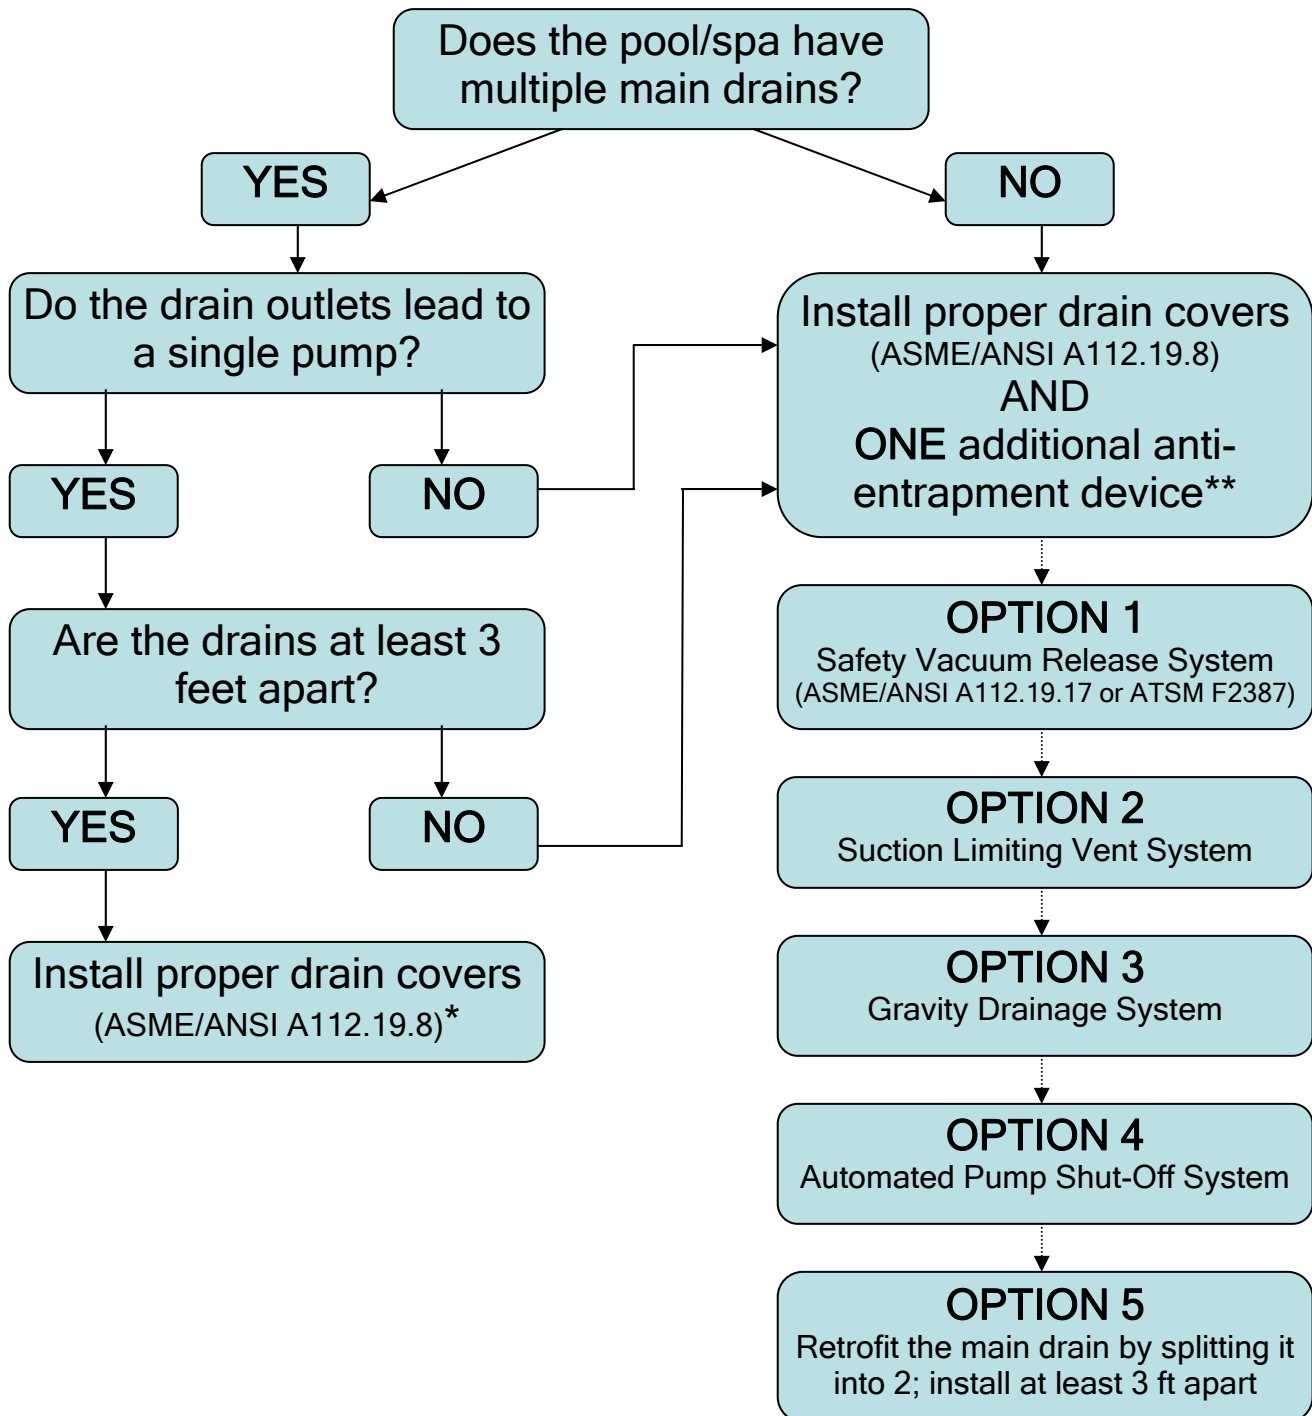 Does the pool/spa have
multiple main drains?
YES
NO
Do the drain outlets lead to
a single pump?
YES
NO
Are the drains at least 3
feet apart?
YES
NO
Install proper drain covers
(ASME/ANSI A112.19.8)*
Install proper drain covers
(ASME/ANSI A112.19.8)
AND
ONE additional anti-
entrapment device**
OPTION 1
Safety Vacuum Release System
(ASME/ANSI A112.19.17 or ATSM F2387)
OPTION 2
Suction Limiting Vent System
OPTION 3
Gravity Drainage System
OPTION 4
Automated Pump Shut-Off System
OPTION 5
Retrofit the main drain by splitting it
into 2; install at least 3 ft apart